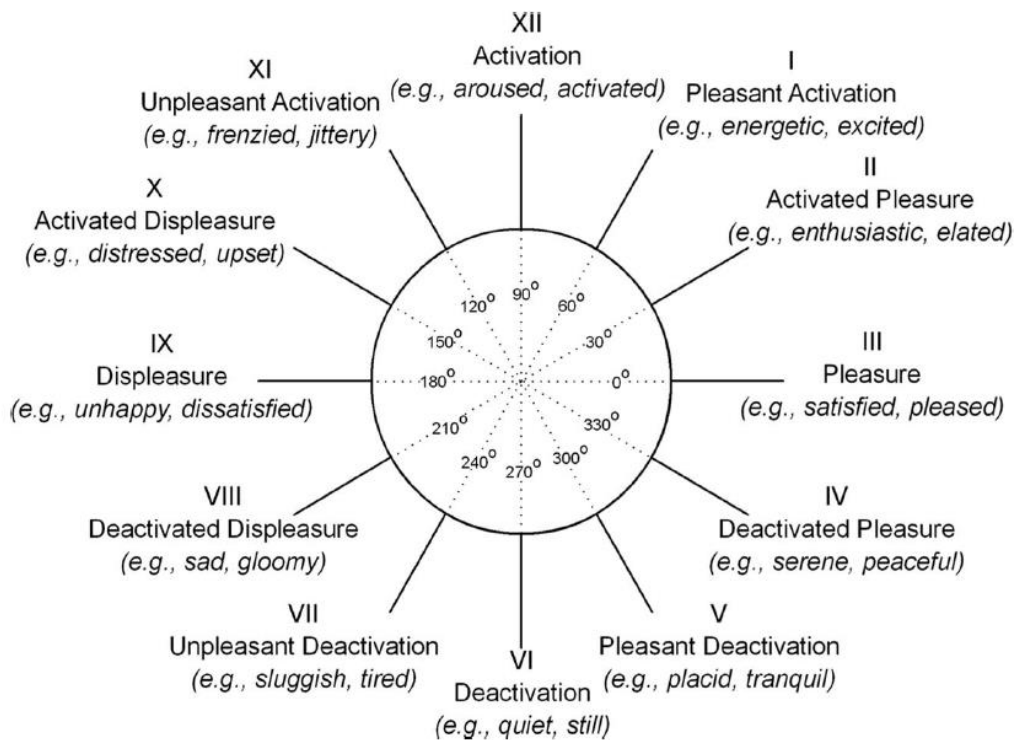 XII
Activation
(e.g., aroused, activated)
I
Pleasant Activation
(e.g., energetic, excited)
II
Activated Pleasure
(e.g., enthusiastic, elated)
III
Pleasure
(e.g., satisfied, pleased)
IV
Deactivated Pleasure
(e.g., serene, peaceful)
V
Pleasant Deactivation
(e.g., placid, tranquil)
VI
Deactivation
(e.g., quiet, still)
VII
Unpleasant Deactivation
(e.g., sluggish, tired)
VIII
Deactivated Displeasure
(e.g., sad, gloomy)
IX
Displeasure
(e.g., unhappy, dissatisfied)
X
Activated Displeasure
(e.g., distressed, upset)
XI
Unpleasant Activation
(e.g., frenzied, jittery)
90°
60°
30°
0°
330°
300°
270°
240°
210°
180°
150°
120°